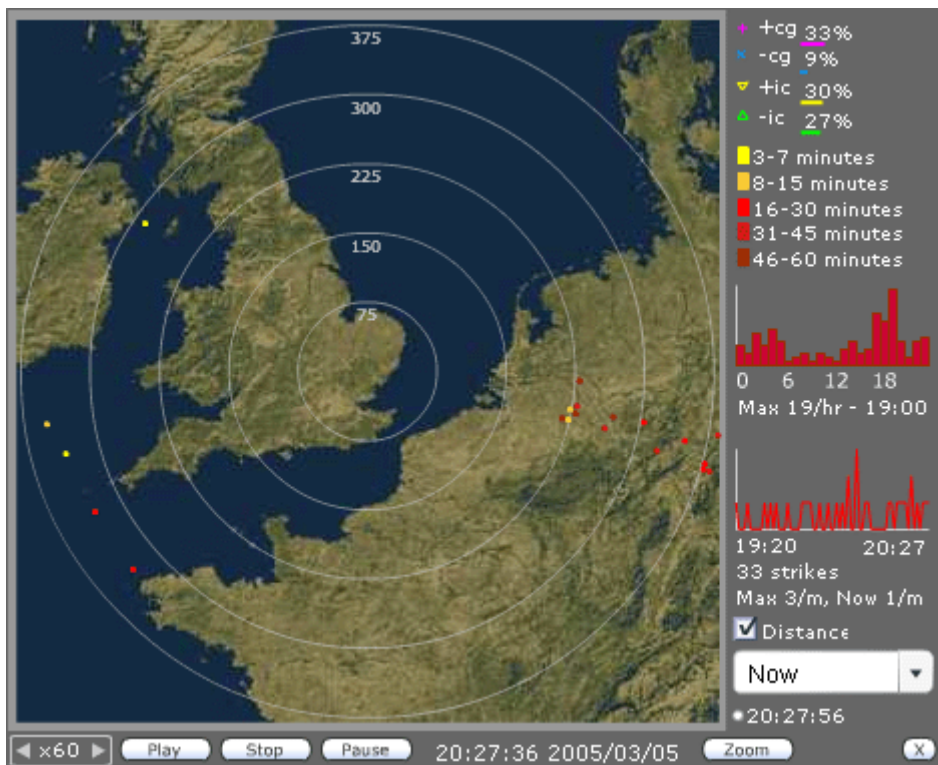 375
300
225
150
75
+cg 33%
-cg 9%
+ic 30%
-ic 27%
3-7 minutes
8-15 minutes
16-30 minutes
31-45 minutes
46-60 minutes
0 6 12 18
Max 19/hr - 19:00
19:20 20:27
33 strikes
Max 3/m, Now 1/m
Distance
Now
20:27:56
x60 Play Stop Pause 20:27:36 2005/03/05 Zoom X